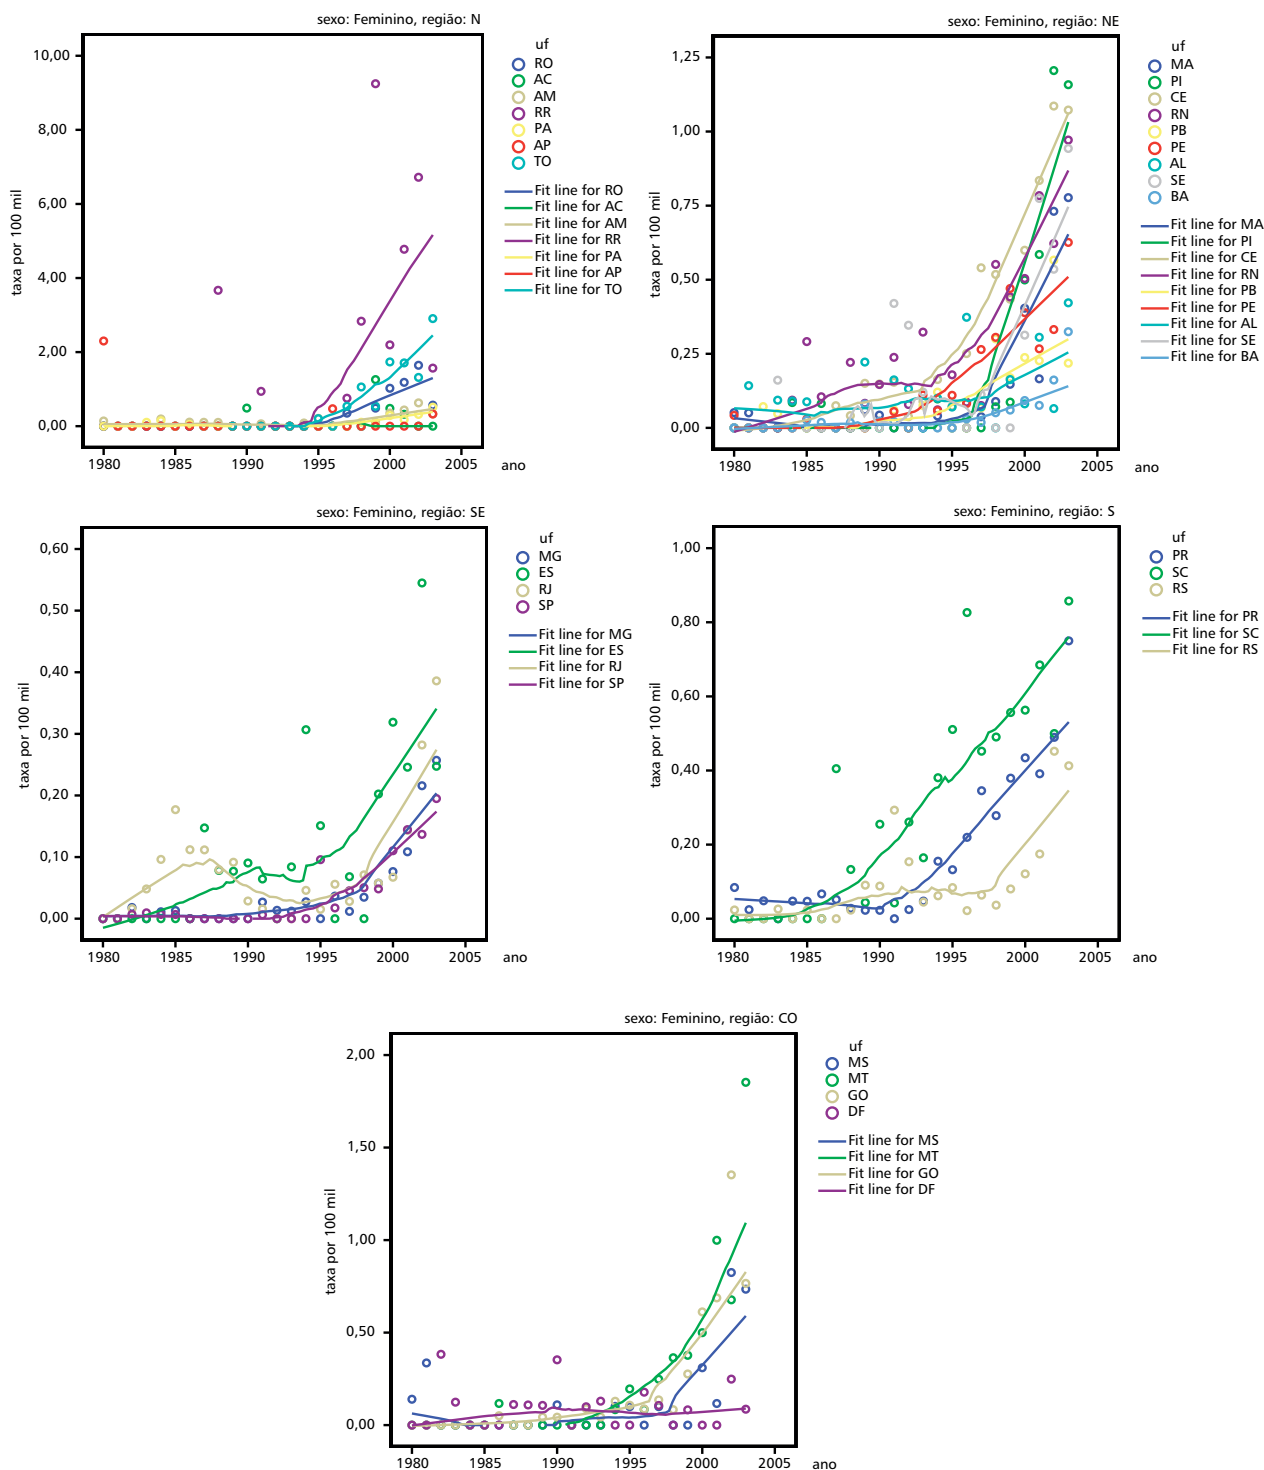 sexo: Feminino, região: N
taxa por 100 mil
10,00
8,00
6,00
4,00
2,00
0,00
1980 1985 1990 1995 2000 2005 ano
uf
RO
AC
AM
RR
PA
AP
TO
Fit line for RO
Fit line for AC
Fit line for AM
Fit line for RR
Fit line for PA
Fit line for AP
Fit line for TO
sexo: Feminino, região: NE
taxa por 100 mil
1,25
1,00
0,75
0,50
0,25
0,00
1980 1985 1990 1995 2000 2005 ano
uf
MA
PI
CE
RN
PB
PE
AL
SE
BA
Fit line for MA
Fit line for PI
Fit line for CE
Fit line for RN
Fit line for PB
Fit line for PE
Fit line for AL
Fit line for SE
Fit line for BA
sexo: Feminino, região: SE
taxa por 100 mil
0,60
0,50
0,40
0,30
0,20
0,10
0,00
1980 1985 1990 1995 2000 2005 ano
uf
MG
ES
RJ
SP
Fit line for MG
Fit line for ES
Fit line for RJ
Fit line for SP
sexo: Feminino, região: S
taxa por 100 mil
1,00
0,80
0,60
0,40
0,20
0,00
1980 1985 1990 1995 2000 2005 ano
uf
PR
SC
RS
Fit line for PR
Fit line for SC
Fit line for RS
sexo: Feminino, região: CO
taxa por 100 mil
2,00
1,50
1,00
0,50
0,00
1980 1985 1990 1995 2000 2005 ano
uf
MS
MT
GO
DF
Fit line for MS
Fit line for MT
Fit line for GO
Fit line for DF